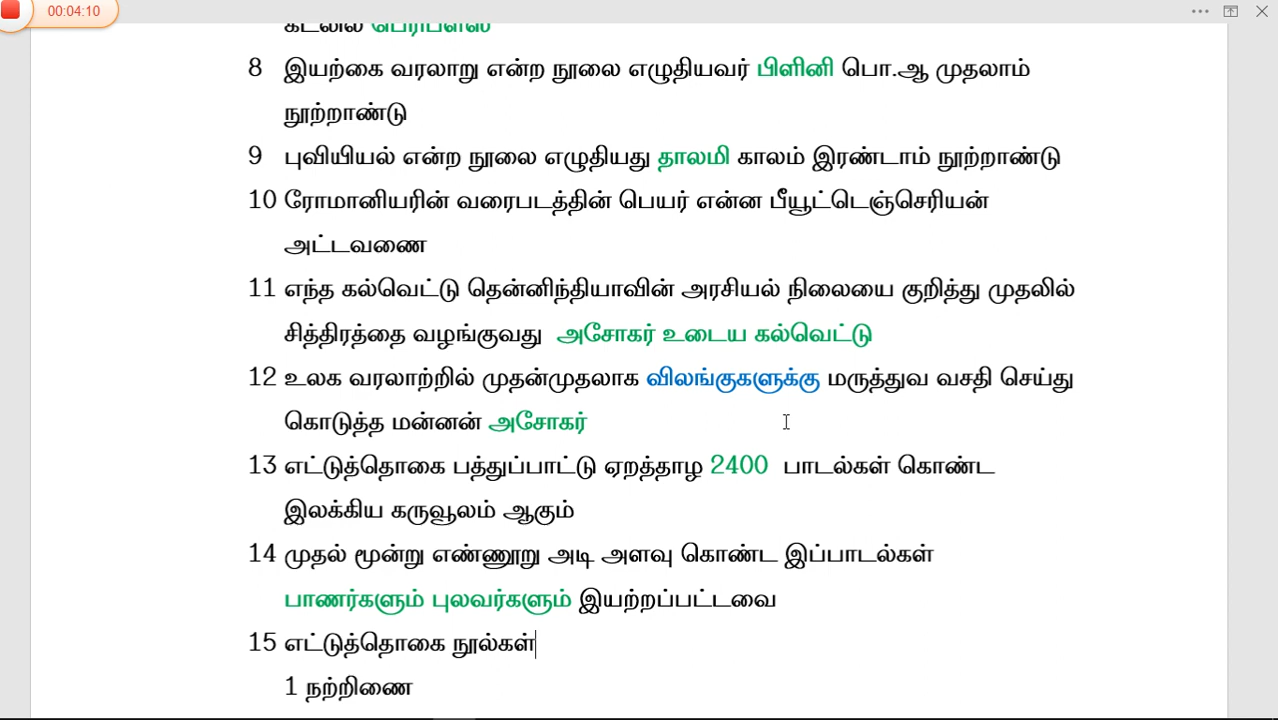 00:04:10
கடலில் பெரிப்ளஸ்
8 இயற்கை வரலாறு என்ற நூலை எழுதியவர் பிளினி பொ.ஆ முதலாம்
நூற்றாண்டு
9 புவியியல் என்ற நூலை எழுதியது தாலமி காலம் இரண்டாம் நூற்றாண்டு
10 ரோமானியரின் வரைபடத்தின் பெயர் என்ன பீயூட்டெஞ்செரியன்
அட்டவணை
11 எந்த கல்வெட்டு தென்னிந்தியாவின் அரசியல் நிலையை குறித்து முதலில்
சித்திரத்தை வழங்குவது அசோகர் உடைய கல்வெட்டு
12 உலக வரலாற்றில் முதன்முதலாக விலங்குகளுக்கு மருத்துவ வசதி செய்து
கொடுத்த மன்னன் அசோகர்
13 எட்டுத்தொகை பத்துப்பாட்டு ஏறத்தாழ 2400 பாடல்கள் கொண்ட
இலக்கிய கருவூலம் ஆகும்
14 முதல் மூன்று எண்ணூறு அடி அளவு கொண்ட இப்பாடல்கள்
பாணர்களும் புலவர்களும் இயற்றப்பட்டவை
15 எட்டுத்தொகை நூல்கள்
1 நற்றிணை